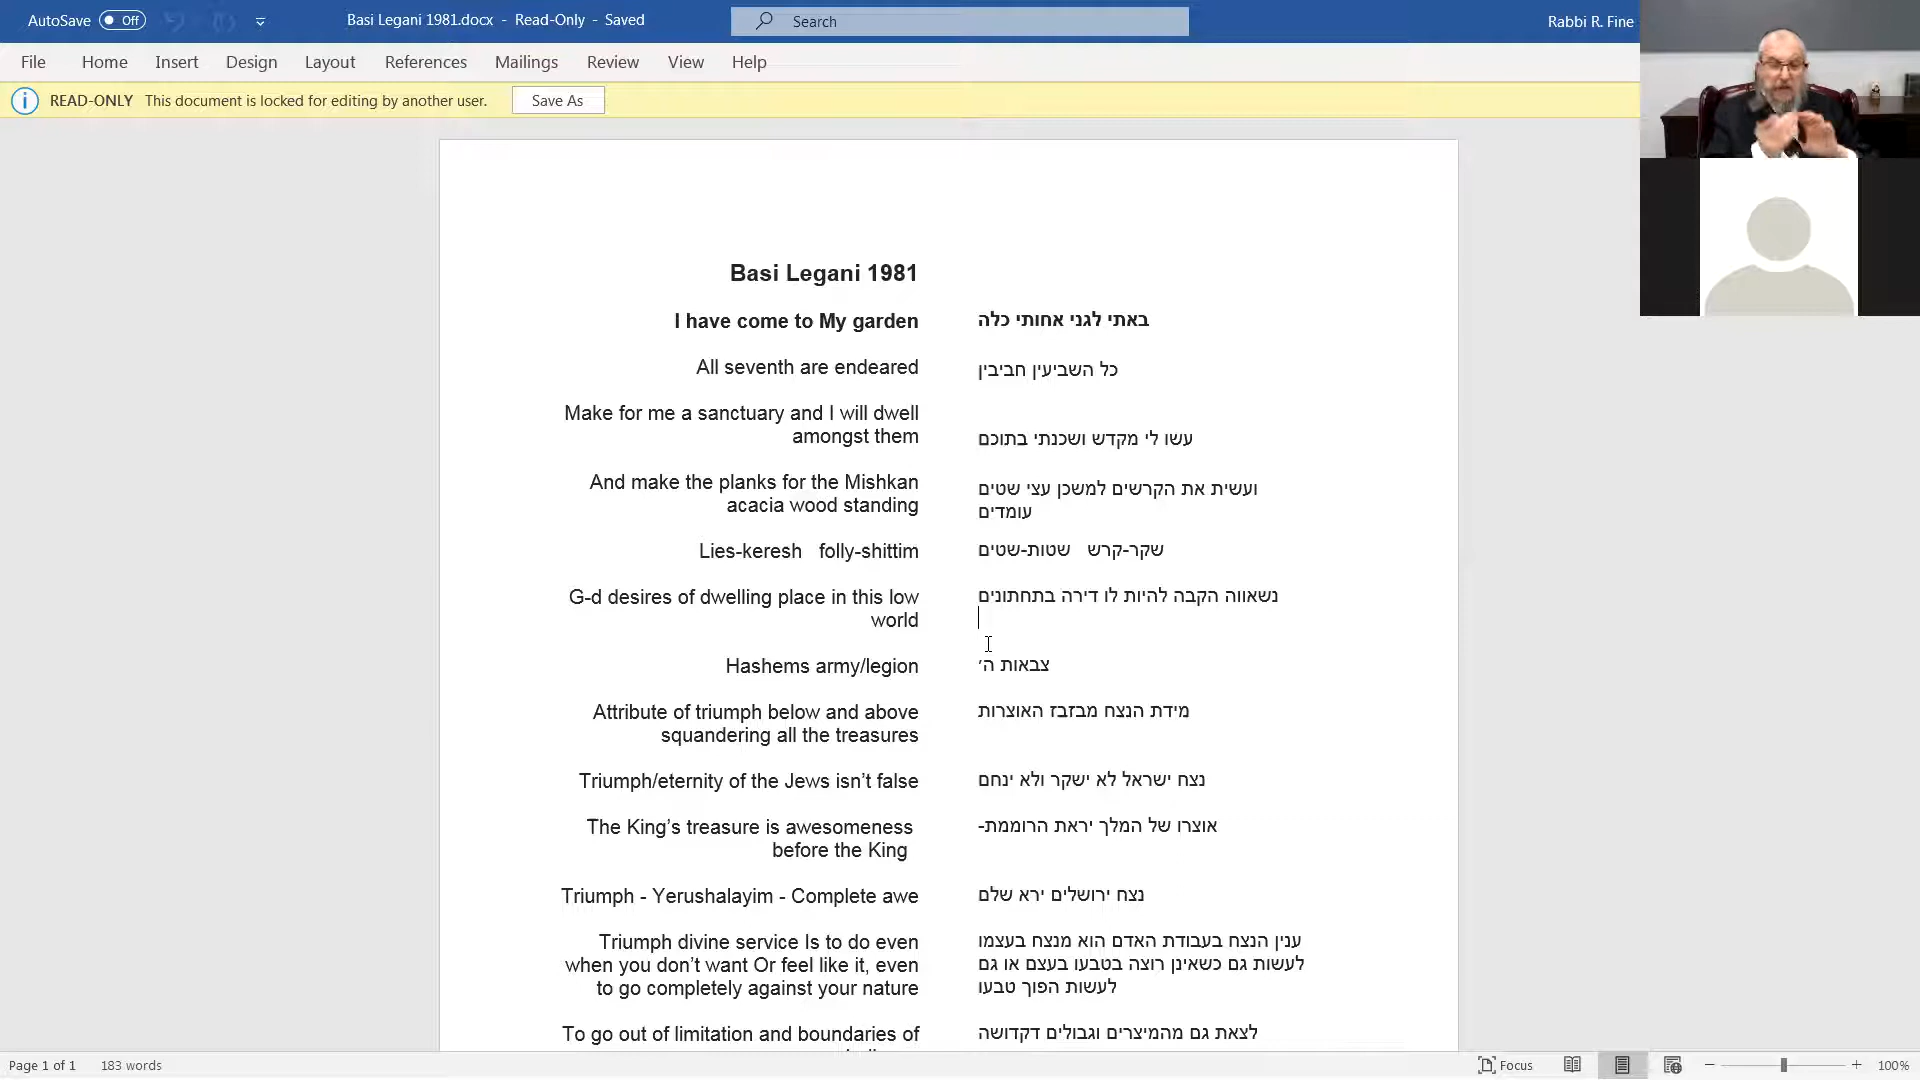 AutoSave Off Basi Legani 1981.docx - Read-Only - Saved Search Rabbi R. Fine
File Home Insert Design Layout References Mailings Review View Help
READ-ONLY This document is locked for editing by another user. Save As
Basi Legani 1981
I have come to My garden באתי לגני אחותי כלה
All seventh are endeared כל השביעין חביבין
Make for me a sanctuary and I will dwell
amongst them עשו לי מקדש ושכנתי בתוכם
And make the planks for the Mishkan ועשית את הקרשים למשכן עצי שטים
acacia wood standing עומדים
Lies-keresh folly-shittim שקר-קרש שטות-שטים
G-d desires of dwelling place in this low נשאווה הקבה להיות לו דירה בתחתונים
world
Hashems army/legion צבאות ה׳
Attribute of triumph below and above מידת הנצח מבזבז האוצרות
squandering all the treasures
Triumph/eternity of the Jews isn’t false נצח ישראל לא ישקר ולא ינחם
The King’s treasure is awesomeness אוצרו של המלך יראת הרוממת-
before the King
Triumph - Yerushalayim - Complete awe נצח ירושלים ירא שלם
Triumph divine service Is to do even ענין הנצח בעבודת האדם הוא מנצח בעצמו
when you don’t want Or feel like it, even לעשות גם כשאינן רוצה בטבעו בעצם או גם
to go completely against your nature לעשות הפוך טבעו
To go out of limitation and boundaries of לצאת גם מהמיצרים וגבולים דקדושה
Page 1 of 1 183 words Focus 100%